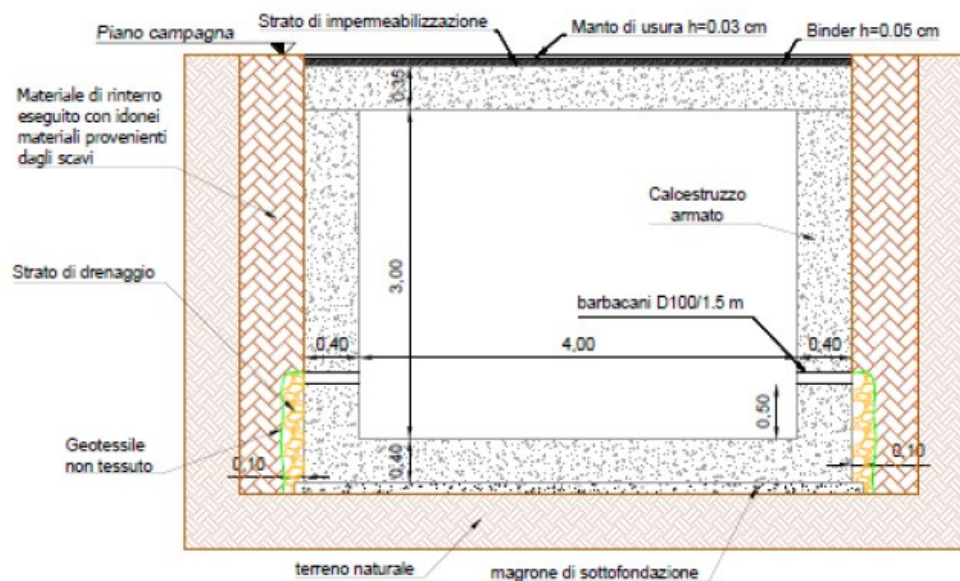 Strato di impermeabilizzazione
Manto di usura h=0.03 cm
Binder h=0.05 cm
Piano campagna
0,35
Materiale di rinterro
eseguito con idonei
materiali provenienti
dagli scavi
Calcestruzzo
armato
3,00
Strato di drenaggio
barbacani D100/1.5 m
0,40
4,00
0,40
0,50
Geotessile
non tessuto
0,10
0,40
0,10
terreno naturale
magrone di sottofondazione